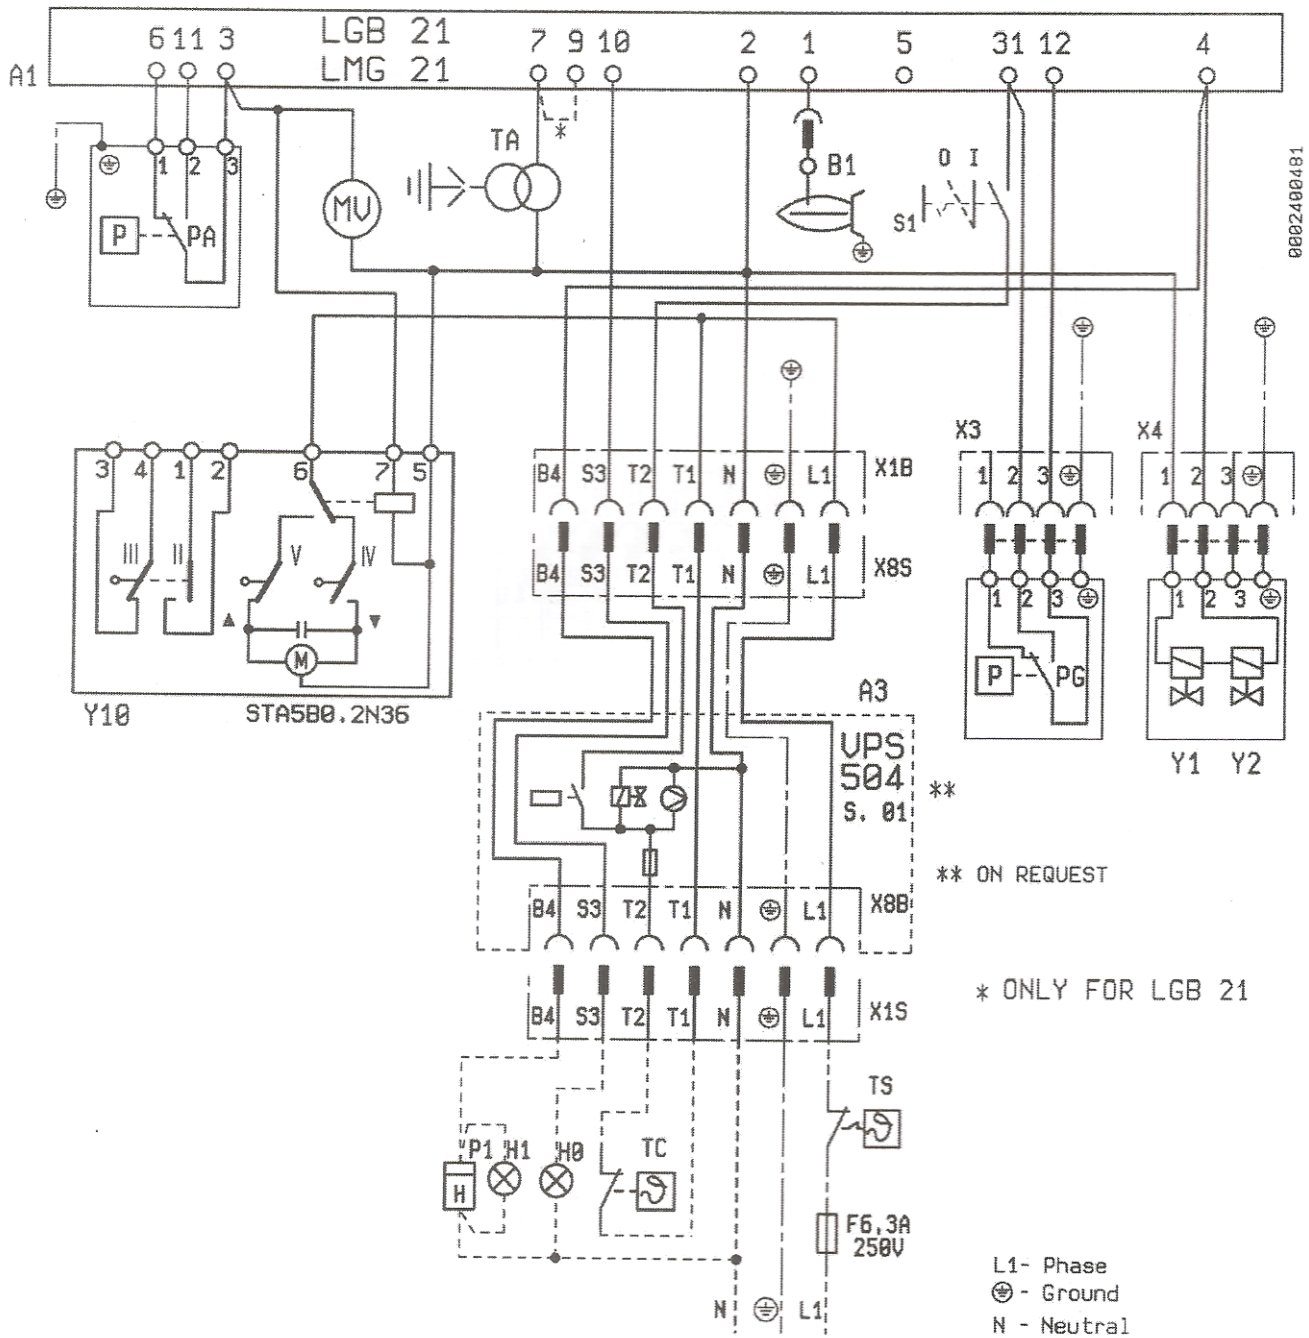 LGB 21
6 11 3 7 9 10 2 1 5 31 12 4
LMG 21
A1
*
TA
0 I
B1
1 2 3
MV
S1
P PA
0002400481
X3
X4
3 4 1 2 6 7 5
B4 S3 T2 T1 N L1
X1B
1 2 3
1 2 3
III II V IV
B4 S3 T2 T1 N L1
X8S
1 2 3
1 2 3
M
P PG
A3
Y10
STA5B0.2N36
VPS
504
S. 01
**
Y1 Y2
** ON REQUEST
B4 S3 T2 T1 N L1
X8B
* ONLY FOR LGB 21
B4 S3 T2 T1 N L1
X1S
TS
P1 H1 H0 TC
H
F6,3A
250V
L1- Phase
- Ground
N L1
N - Neutral